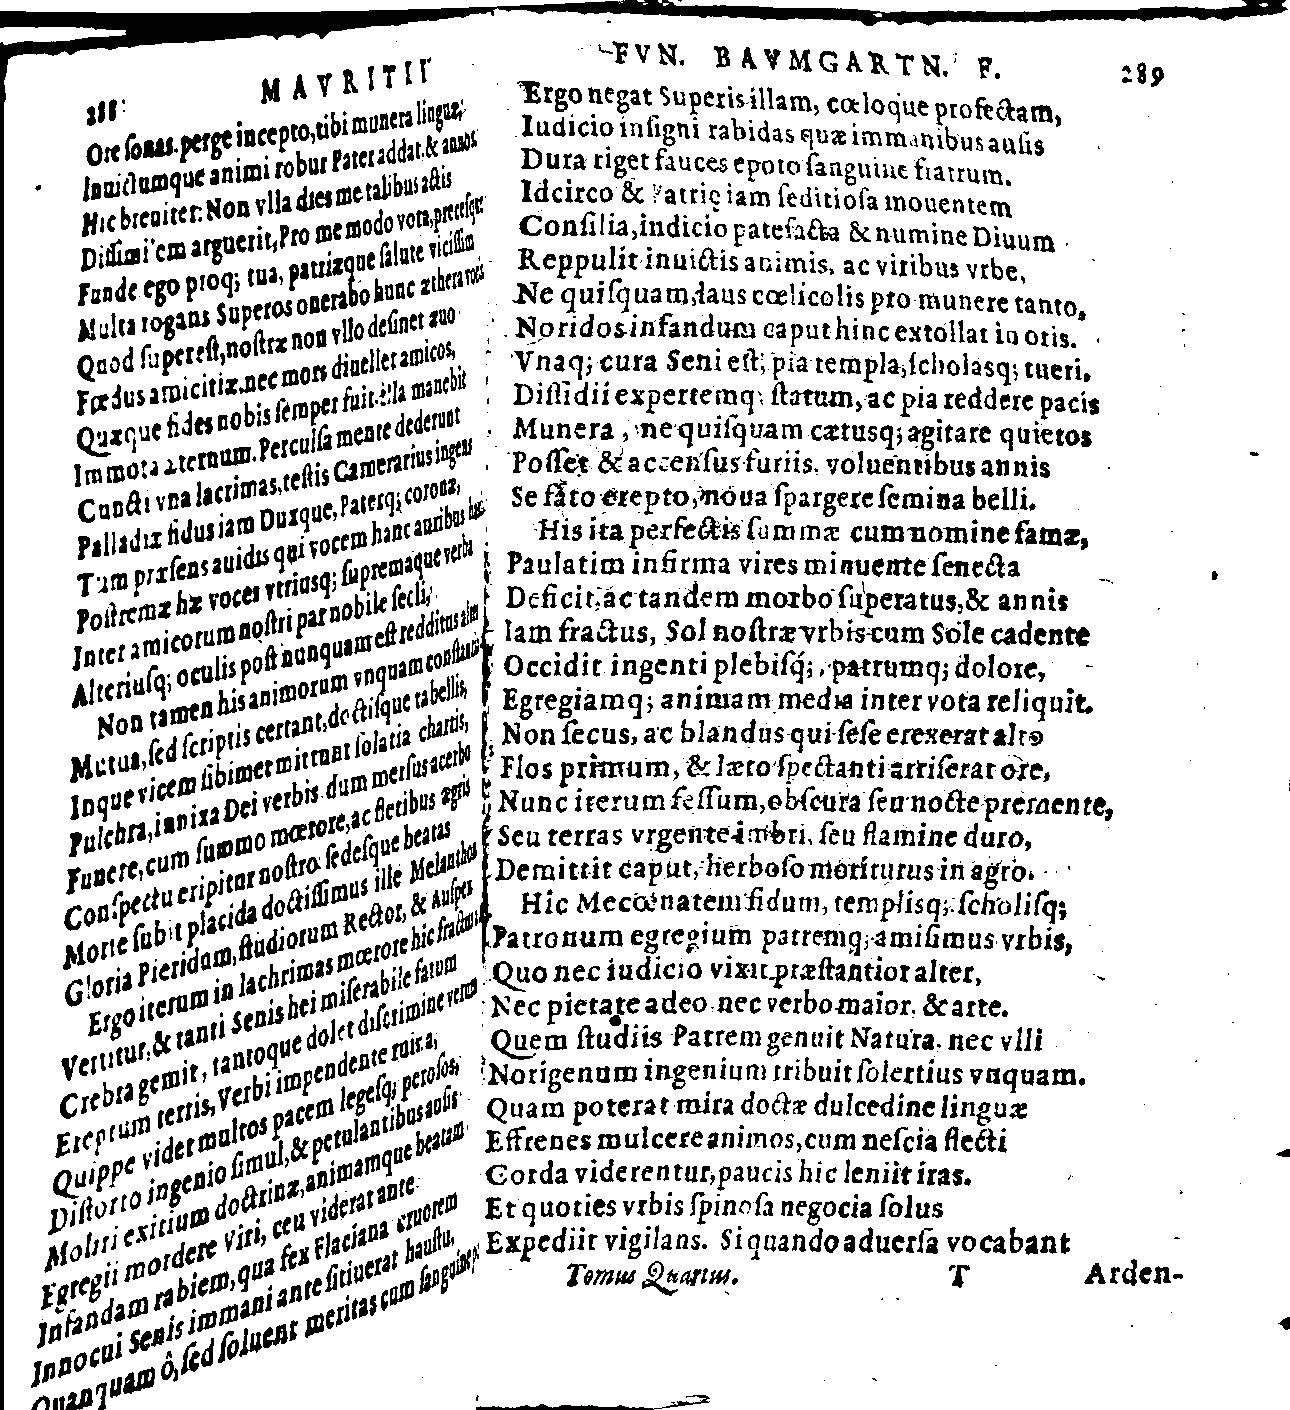 288 MAVRITII
Ore ſonas. perge incepto, tibi munera linguæ,
Inuictumque animi robur Pater addat. & annos
Hic breuiter: Non vlla dies me talibus actis
Diſſimilem arguerit, Pro me modo vota, preceſque
Funde ego proq; tua, patriæque ſalute viciſſim
Multa rogans Superos onerabo hunc æthera voces
Quod ſupereſt, noſtræ non vllo deſinet æuo
Fœdus amicitiæ. nec mors diuellet amicos,
Quæque fides nobis ſemper fuit. illa manebit
Immota æternum. Perculſa mente dederunt
Cuncti vna lacrimas, teſtis Camerarius ingens
Palladiæ fidus iam Duxque, Paterq; coronæ,
Tum præſens auidis qui vocem hanc auribus
Poſtremæ hæ voces vtriusq; ſupremaque verba
Inter amicorum noſtri par nobile ſecli,
Alteriuſq; oculis poſt nunquam eſt redditus alter
Non tamen his animorum vnquam conſtantia
Mutua, ſed ſcriptis certant, doctiſque tabellis,
Inque vicem ſibimet mittunt ſolatia chartis,
Pulchra, innixa Dei verbis. dum merſus acerbo
Funere, cum ſummo mœrore, ac fletibus ægris
Conſpectu eripitur noſtro. ſedeſque beatas
Morte ſubit placida doctiſſimus ille Melanthon
Gloria Pieridum, ſtudiorum Rector, & Auſpex
Ergo iterum in lachrimas mœrore hic fractus
Vertitur, & tanti Senis hei miſerabile fatum
Crebra gemit, tantoque dolet diſcrimine verum
Ereptum terris, Verbi impendente ruina,
Quippe videt multos pacem legeſq; peroſos,
Diſtorto ingenio ſimul, & petulantibus auſis
Moliri exitium doctrinæ, animamque beatam
Egregii mordere Viri, ceu viderat ante
Infandam rabiem, qua fex Flaciana cruorem
Innocui Senis immani ante ſitiuerat hauſtu,
Quanquam ô, ſed ſoluent meritas cum ſanguine
FVN. BAVMGARTN. F. 289
Ergo negat Superis illam, cœloque profectam,
Iudicio inſigni rabidas quæ immanibus auſis
Dura riget fauces epoto ſanguine fratrum.
Idcirco & Patrię iam ſeditioſa mouentem
Conſilia, indicio patefacta & numine Diuum
Reppulit inuictis animis, ac viribus vrbe,
Ne quiſquam, laus cœlicolis pro munere tanto,
Noridos infandum caput hinc extollat in oris.
Vnaq; cura Seni eſt, pia templa, ſcholasq; tueri,
Diſſidii expertemq; ſtatum, ac pia reddere pacis
Munera, ne quiſquam cætusq; agitare quietos
Poſſet & accenſus furiis. voluentibus annis
Se fato erepto, noua ſpargere ſemina belli.
His ita perfectis ſummæ cum nomine famæ,
Paulatim infirma vires minuente ſenecta
Deficit, ac tandem morbo ſuperatus, & annis
Iam fractus, Sol noſtræ vrbis cum Sole cadente
Occidit ingenti plebiſq́; patrumq; dolore,
Egregiamq; animam media inter vota reliquit.
Non ſecus, ac blandus qui ſeſe erexerat alto
Flos primum, & læto ſpectanti arriſerat ore,
Nunc iterum feſſum, obſcura ſeu nocte premente,
Seu terras vrgente imbri, ſeu flamine duro,
Demittit caput, herboſo moriturus in agro.
Hic Mecœnatem fidum, templisq; ſcholiſq;
Patronum egregium patremq; amiſimus vrbis,
Quo nec iudicio vixit præſtantior alter,
Nec pietate adeo nec verbo maior. & arte.
Quem ſtudiis Patrem genuit Natura. nec vlli
Norigenum ingenium tribuit ſolertius vnquam.
Quam poterat mira doctæ dulcedine linguæ
Effrenes mulcere animos, cum neſcia flecti
Corda viderentur, paucis hic leniit iras.
Et quoties vrbis ſpinoſa negocia ſolus
Expediit vigilans. Si quando aduerſa vocabant
Tomus Quartus. T Arden-